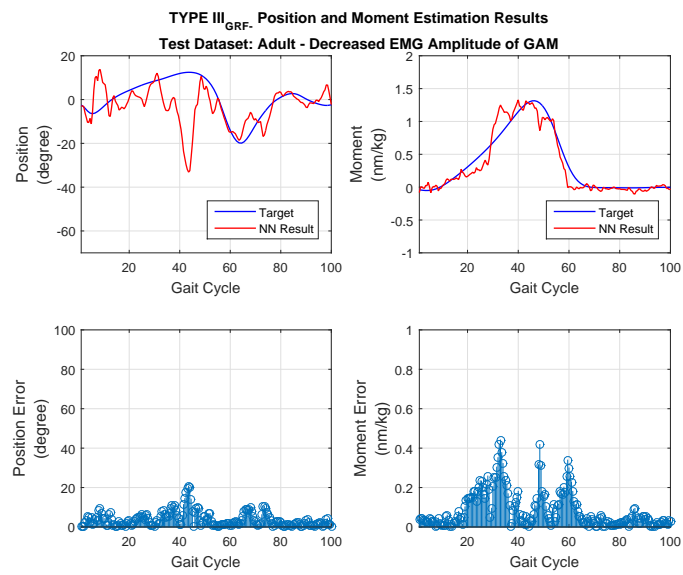 TYPE III_GRF- Position and Moment Estimation Results
Test Dataset: Adult - Decreased EMG Amplitude of GAM
20
0
-20
-40
-60
Position
(degree)
Target
NN Result
20 40 60 80 100
Gait Cycle
2
1.5
1
0.5
0
-0.5
-1
Moment
(nm/kg)
Target
NN Result
20 40 60 80 100
Gait Cycle
100
80
60
40
20
0
Position Error
(degree)
20 40 60 80 100
Gait Cycle
1
0.8
0.6
0.4
0.2
0
Moment Error
(nm/kg)
20 40 60 80 100
Gait Cycle